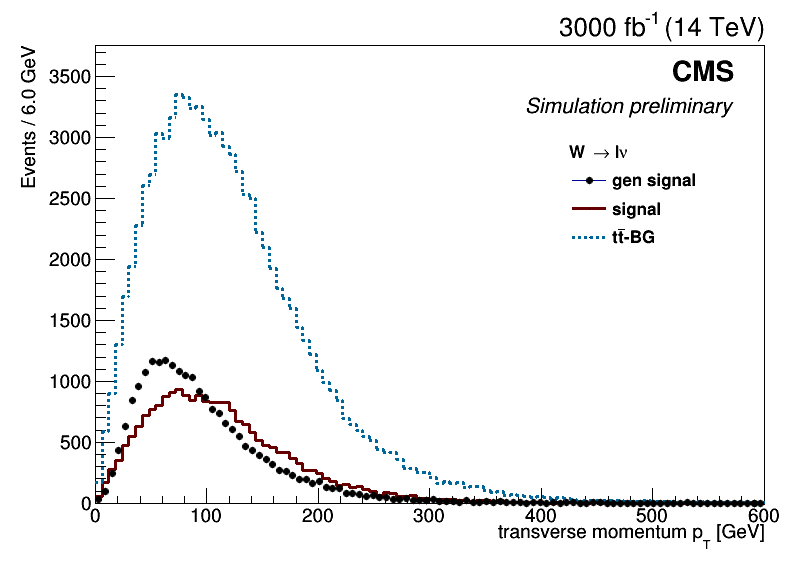 3000 fb⁻¹ (14 TeV)
Events / 6.0 GeV
3500
3000
2500
2000
1500
1000
500
0
CMS
Simulation preliminary
W → lν
gen signal
signal
tt̄-BG
0 100 200 300 400 500 600
transverse momentum p_T [GeV]